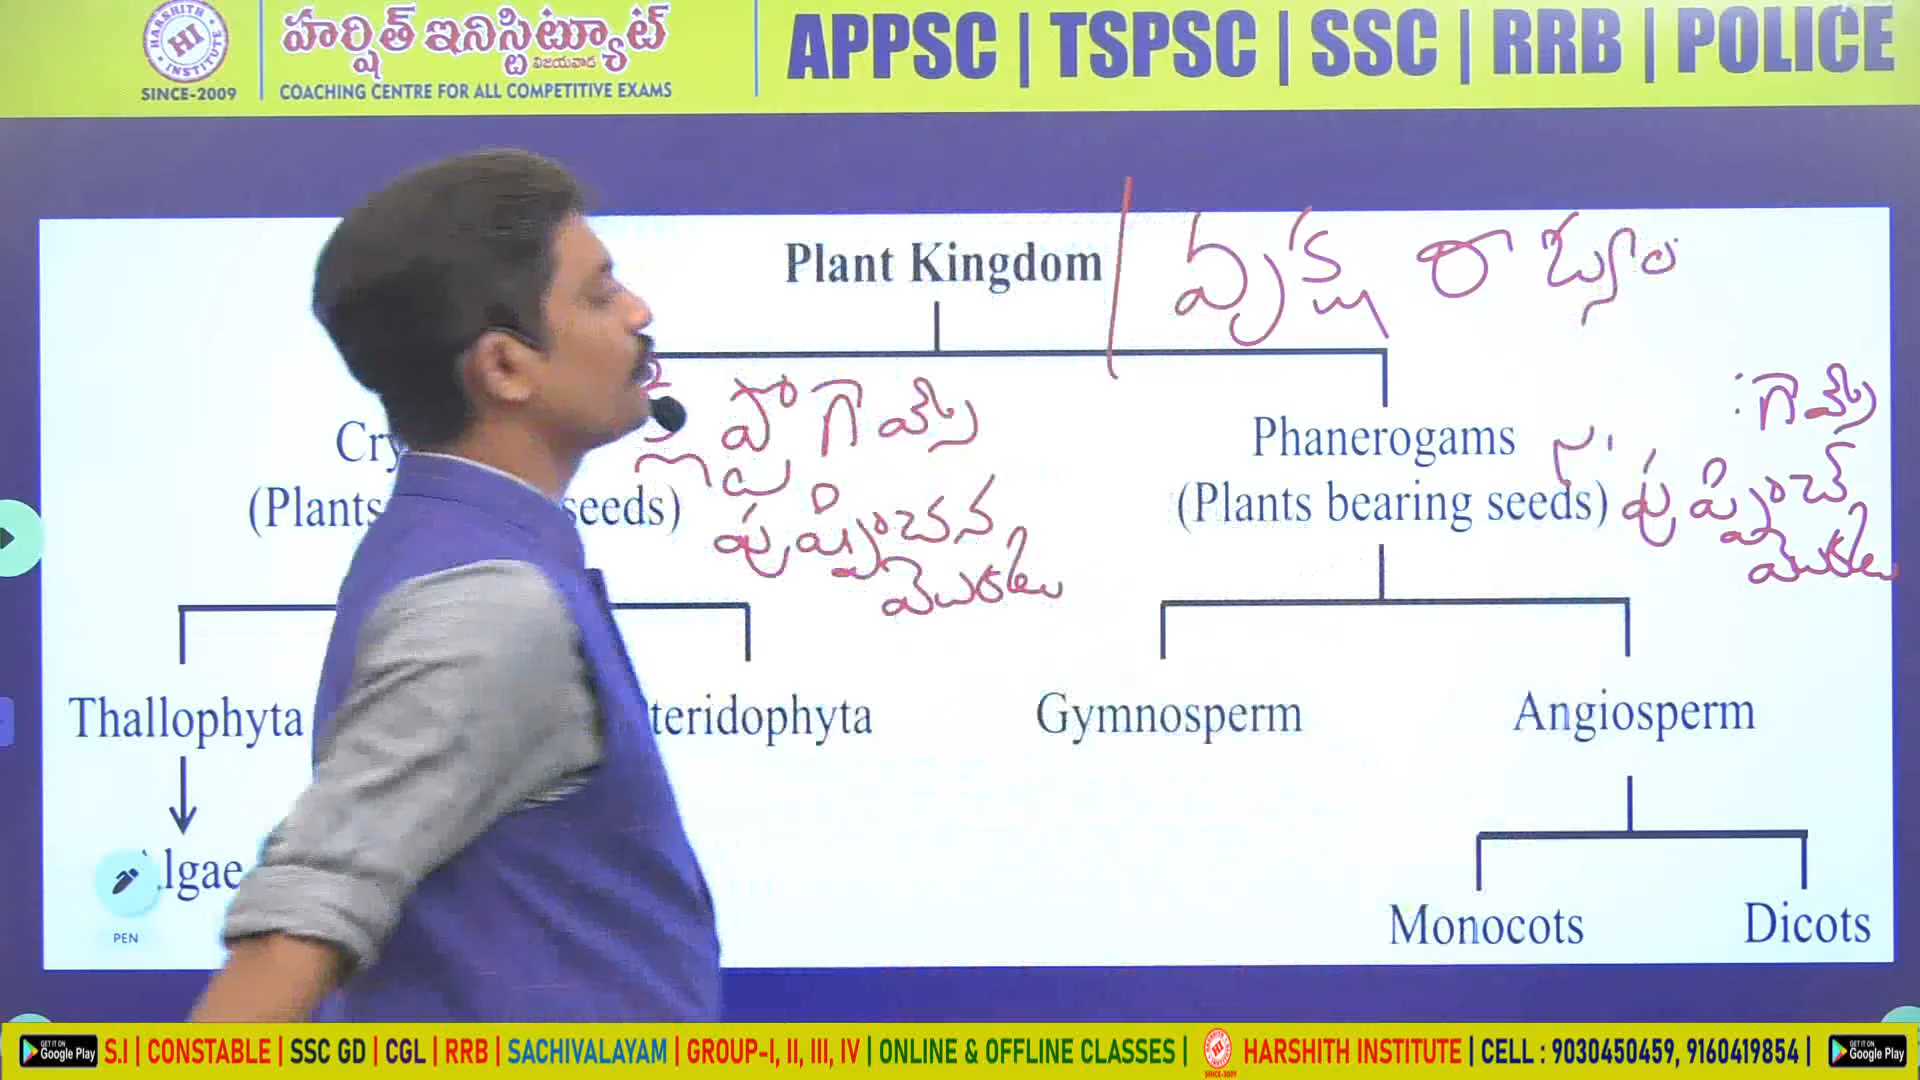 HARSHITH INSTITUTE
HI
SINCE-2009
హర్షిత్ ఇనిస్టిట్యూట్
విజయవాడ
COACHING CENTRE FOR ALL COMPETITIVE EXAMS
APPSC | TSPSC | SSC | RRB | POLICE
Plant Kingdom
వృక్ష రాజ్యం
Cry
(Plants
seeds)
పుష్పించని
మొక్కలు
Phanerogams
(Plants bearing seeds)
పుష్పించే
మొక్కలు
Thallophyta
teridophyta
Gymnosperm
Angiosperm
lgae
PEN
Monocots
Dicots
GET IT ON Google Play S.I | CONSTABLE | SSC GD | CGL | RRB | SACHIVALAYAM | GROUP-I, II, III, IV | ONLINE & OFFLINE CLASSES | HARSHITH INSTITUTE | CELL : 9030450459, 9160419854 | GET IT ON Google Play